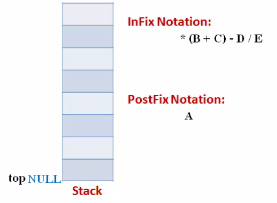 InFix Notation:
* (B + C) - D / E
PostFix Notation:
A
top NULL
Stack